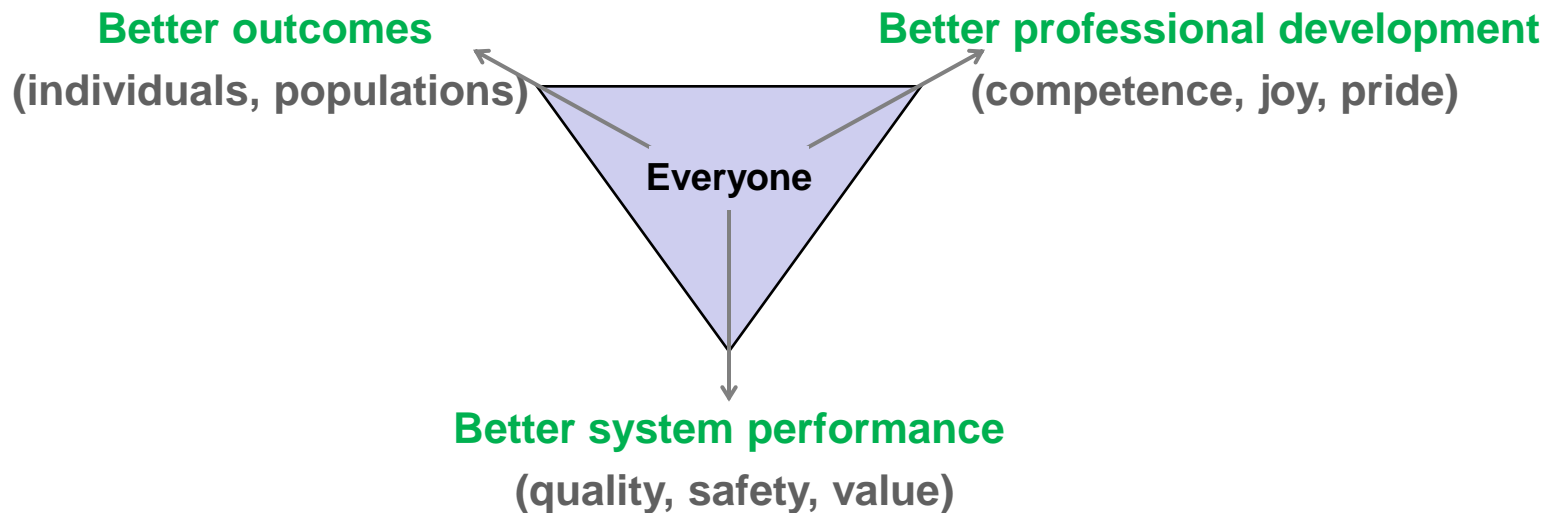 Better outcomes
(individuals, populations)
Better professional development
(competence, joy, pride)
Everyone
Better system performance
(quality, safety, value)